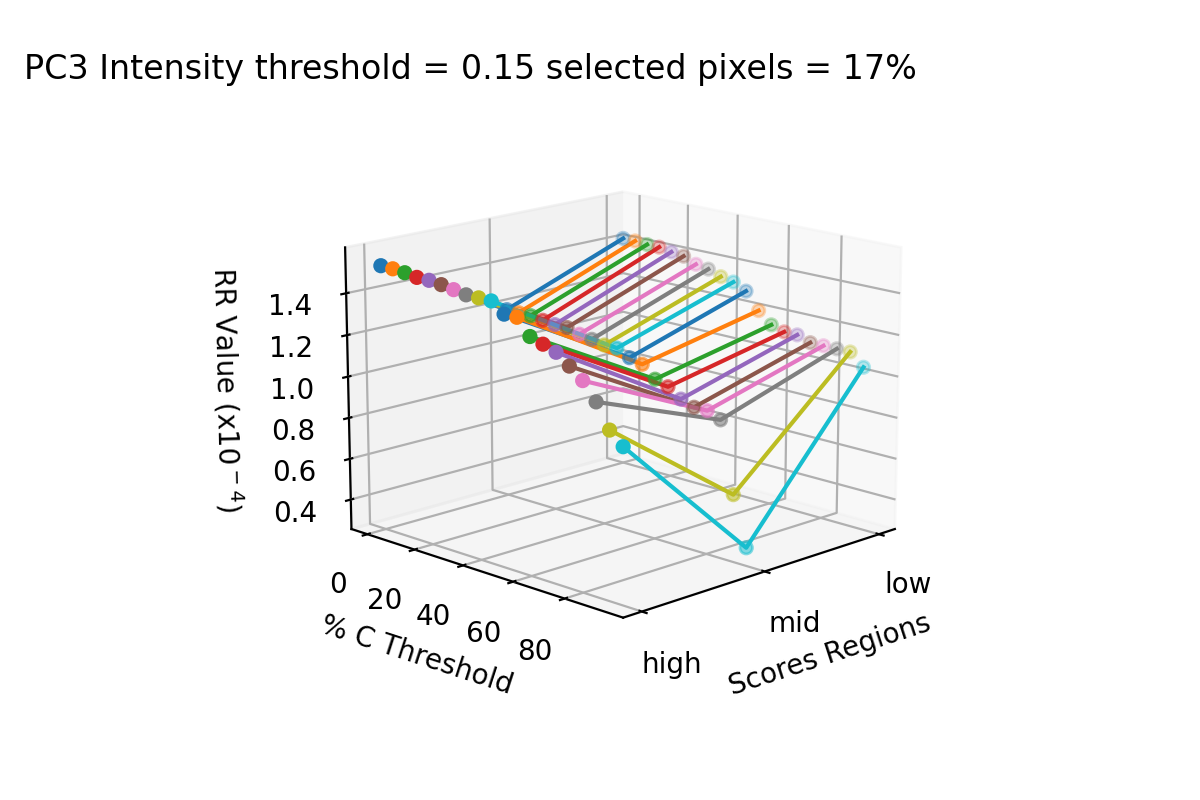 PC3 Intensity threshold = 0.15 selected pixels = 17%
RR Value (x10⁻⁴)
1.4
1.2
1.0
0.8
0.6
0.4
0
20
40
60
80
% C Threshold
high
mid
low
Scores Regions